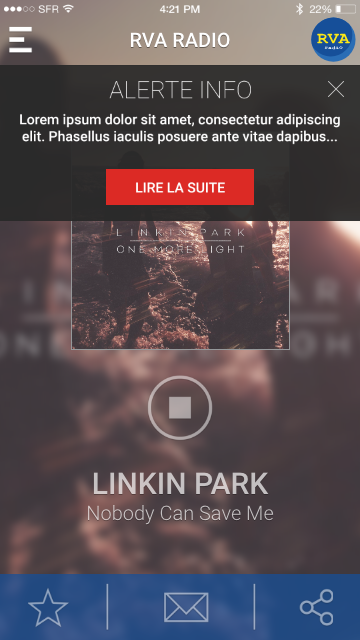 SFR 4:21 PM 22%
RVA RADIO
RVA
RADIO
ALERTE INFO
Lorem ipsum dolor sit amet, consectetur adipiscing
elit. Phasellus iaculis posuere ante vitae dapibus...
LIRE LA SUITE
LINKIN PARK
ONE MORE LIGHT
LINKIN PARK
Nobody Can Save Me